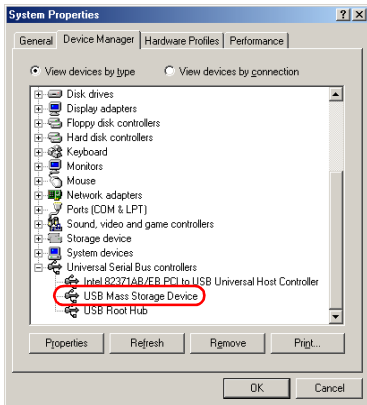 System Properties
General Device Manager Hardware Profiles Performance
View devices by type View devices by connection
Disk drives
Display adapters
Floppy disk controllers
Hard disk controllers
Keyboard
Monitors
Mouse
Network adapters
Ports (COM & LPT)
Sound, video and game controllers
Storage device
System devices
Universal Serial Bus controllers
Intel 82371AB/EB PCI to USB Universal Host Controller
USB Mass Storage Device
USB Root Hub
Properties Refresh Remove Print...
OK Cancel